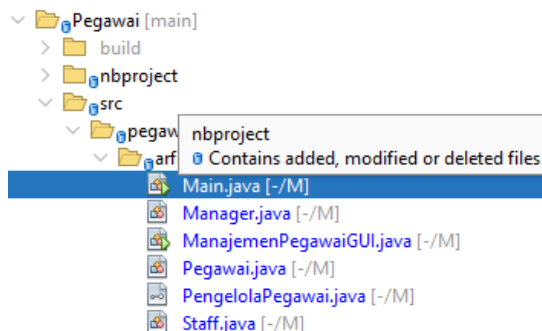 Pegawai [main]
build
nbproject
src
pegaw
nbproject
arf
Contains added, modified or deleted files
Main.java [-/M]
Manager.java [-/M]
ManajemenPegawaiGUI.java [-/M]
Pegawai.java [-/M]
PengelolaPegawai.java [-/M]
Staff.java [-/M]